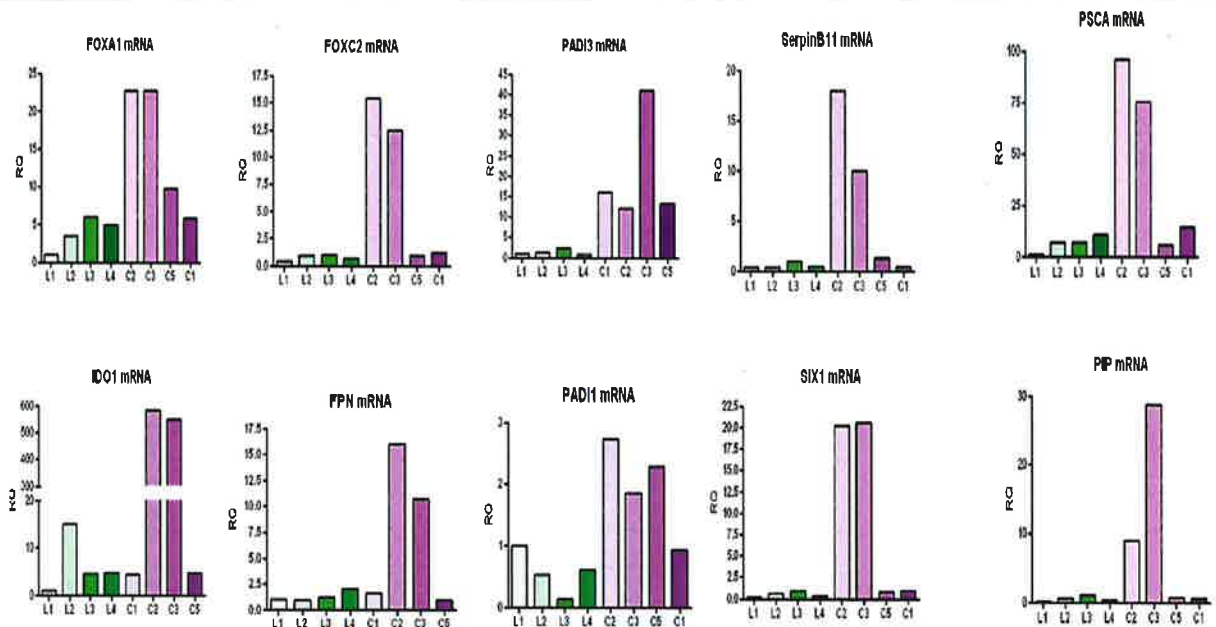 FOXA1 mRNA
25
20
15
10
5
0
RQ
L1 L2 L3 L4 C2 C3 C5 C1
FOXC2 mRNA
17.5
15.0
12.5
10.0
7.5
5.0
2.5
0.0
RQ
L1 L2 L3 L4 C2 C3 C5 C1
PADI3 mRNA
45
40
35
30
25
20
15
10
5
0
RQ
L1 L2 L3 L4 C1 C2 C3 C5
SerpinB11 mRNA
20
15
10
5
0
RQ
L1 L2 L3 L4 C2 C3 C5 C1
PSCA mRNA
100
75
50
25
0
RQ
L1 L2 L3 L4 C2 C3 C5 C1
IDO1 mRNA
600
500
400
300
20
10
0
RQ
L1 L2 L3 L4 C1 C2 C3 C5
FPN mRNA
17.5
15.0
12.5
10.0
7.5
5.0
2.5
0.0
RQ
L1 L2 L3 L4 C1 C2 C3 C5
PADI1 mRNA
3
2
1
0
RQ
L1 L2 L3 L4 C2 C3 C5 C1
SIX1 mRNA
22.5
20.0
17.5
15.0
12.5
10.0
7.5
5.0
2.5
0.0
RQ
L1 L2 L3 L4 C2 C3 C5 C1
PIP mRNA
30
20
10
0
RQ
L1 L2 L3 L4 C2 C3 C5 C1